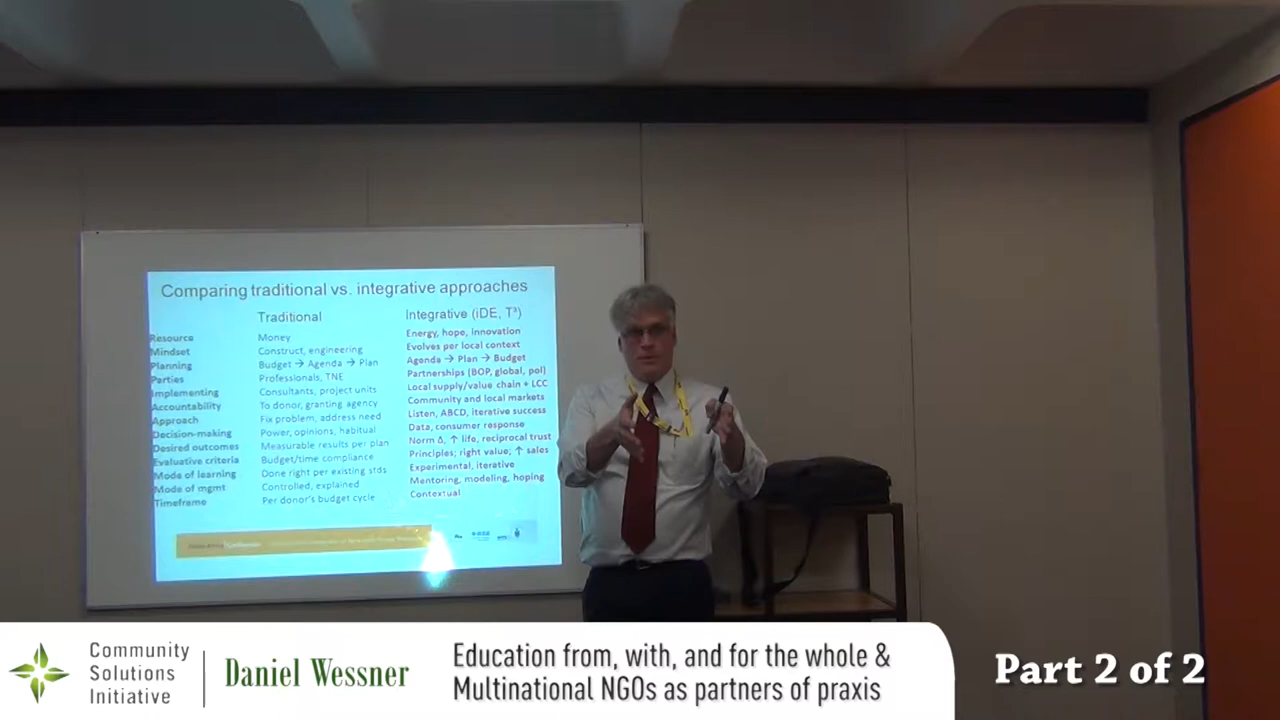 Comparing traditional vs. integrative approaches
Traditional Integrative (iDE, T³)
Resource Money Energy, hope, innovation
Mindset Construct, engineering Evolves per local context
Planning Budget → Agenda → Plan Agenda → Plan → Budget
Parties Professionals, TNE Partnerships (BOP, global, pol)
Implementing Consultants, project units Local supply/value chain + LCC
Accountability To donor, granting agency Community and local markets
Approach Fix problem, address need Listen, ABCD, iterative success
Decision-making Power, opinions, habitual Data, consumer response
Desired outcomes Measurable results per plan Norm Δ, ↑ life, reciprocal trust
Evaluative criteria Budget/time compliance Principles; right value; ↑ sales
Mode of learning Done right per existing stds Experimental, iterative
Mode of mgmt Controlled, explained Mentoring, modeling, hoping
Timeframe Per donor's budget cycle Contextual
Community
Solutions
Initiative
Daniel Wessner
Education from, with, and for the whole &
Multinational NGOs as partners of praxis
Part 2 of 2